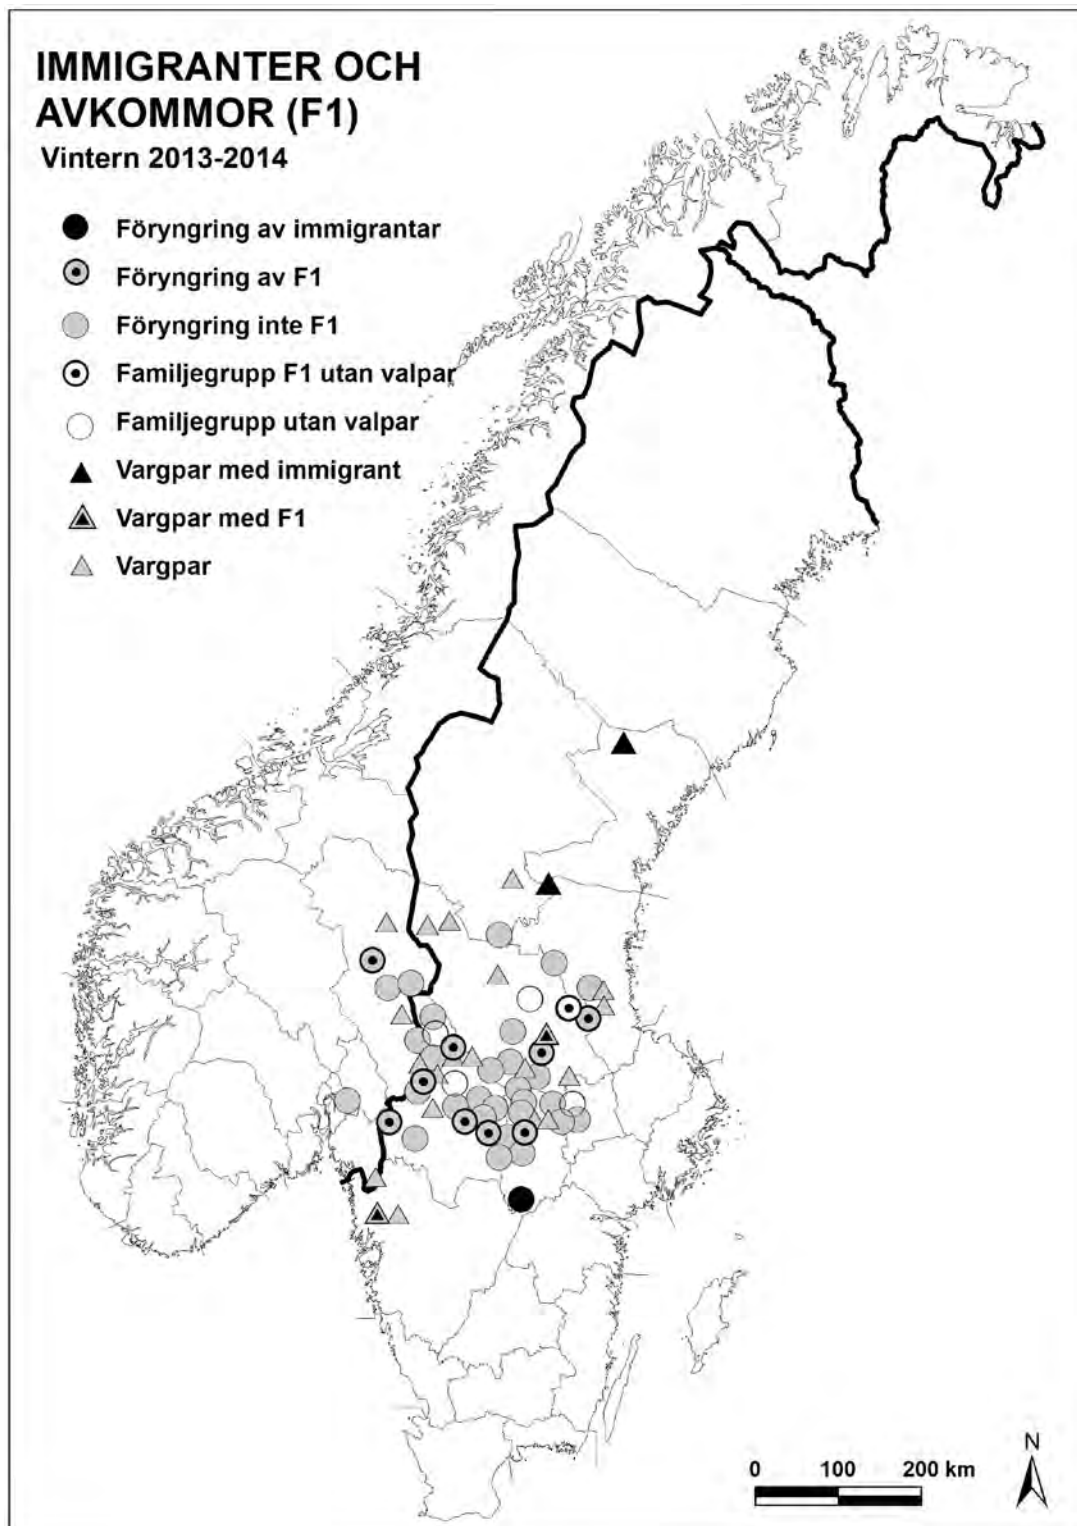 IMMIGRANTER OCH
AVKOMMOR (F1)
Vintern 2013-2014
Föryngring av immigrantar
Föryngring av F1
Föryngring inte F1
Familjegrupp F1 utan valpar
Familjegrupp utan valpar
Vargpar med immigrant
Vargpar med F1
Vargpar
N
0 100 200 km